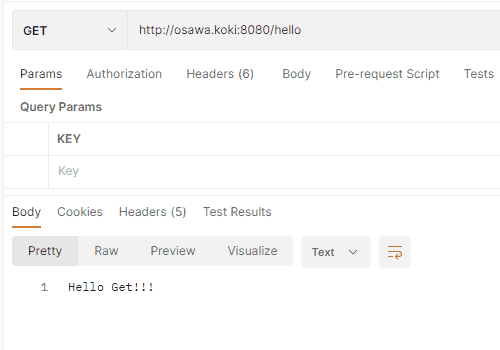 GET http://osawa.koki:8080/hello
Params Authorization Headers (6) Body Pre-request Script Tests
Query Params
KEY
Key
Body Cookies Headers (5) Test Results
Pretty Raw Preview Visualize Text
1 Hello Get!!!